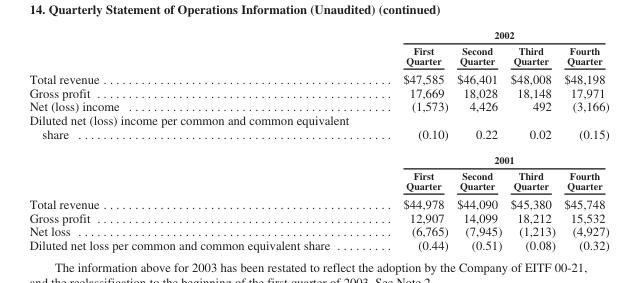 14. Quarterly Statement of Operations Information (Unaudited) (continued)
2002
First Quarter Second Quarter Third Quarter Fourth Quarter
Total revenue $47,585 $46,401 $48,008 $48,198
Gross profit 17,669 18,028 18,148 17,971
Net (loss) income (1,573) 4,426 492 (3,166)
Diluted net (loss) income per common and common equivalent
share (0.10) 0.22 0.02 (0.15)
2001
First Quarter Second Quarter Third Quarter Fourth Quarter
Total revenue $44,978 $44,090 $45,380 $45,748
Gross profit 12,907 14,099 18,212 15,532
Net loss (6,765) (7,945) (1,213) (4,927)
Diluted net loss per common and common equivalent share (0.44) (0.51) (0.08) (0.32)
The information above for 2003 has been restated to reflect the adoption by the Company of EITF 00-21,
and the reclassification to the beginning of the first quarter of 2003. See Note 2